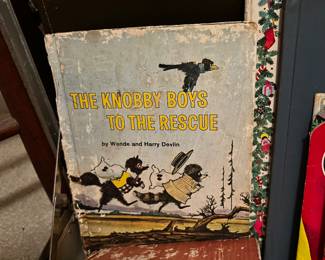 THE KNOBBY BOYS
TO THE RESCUE
by Wende and Harry Devlin